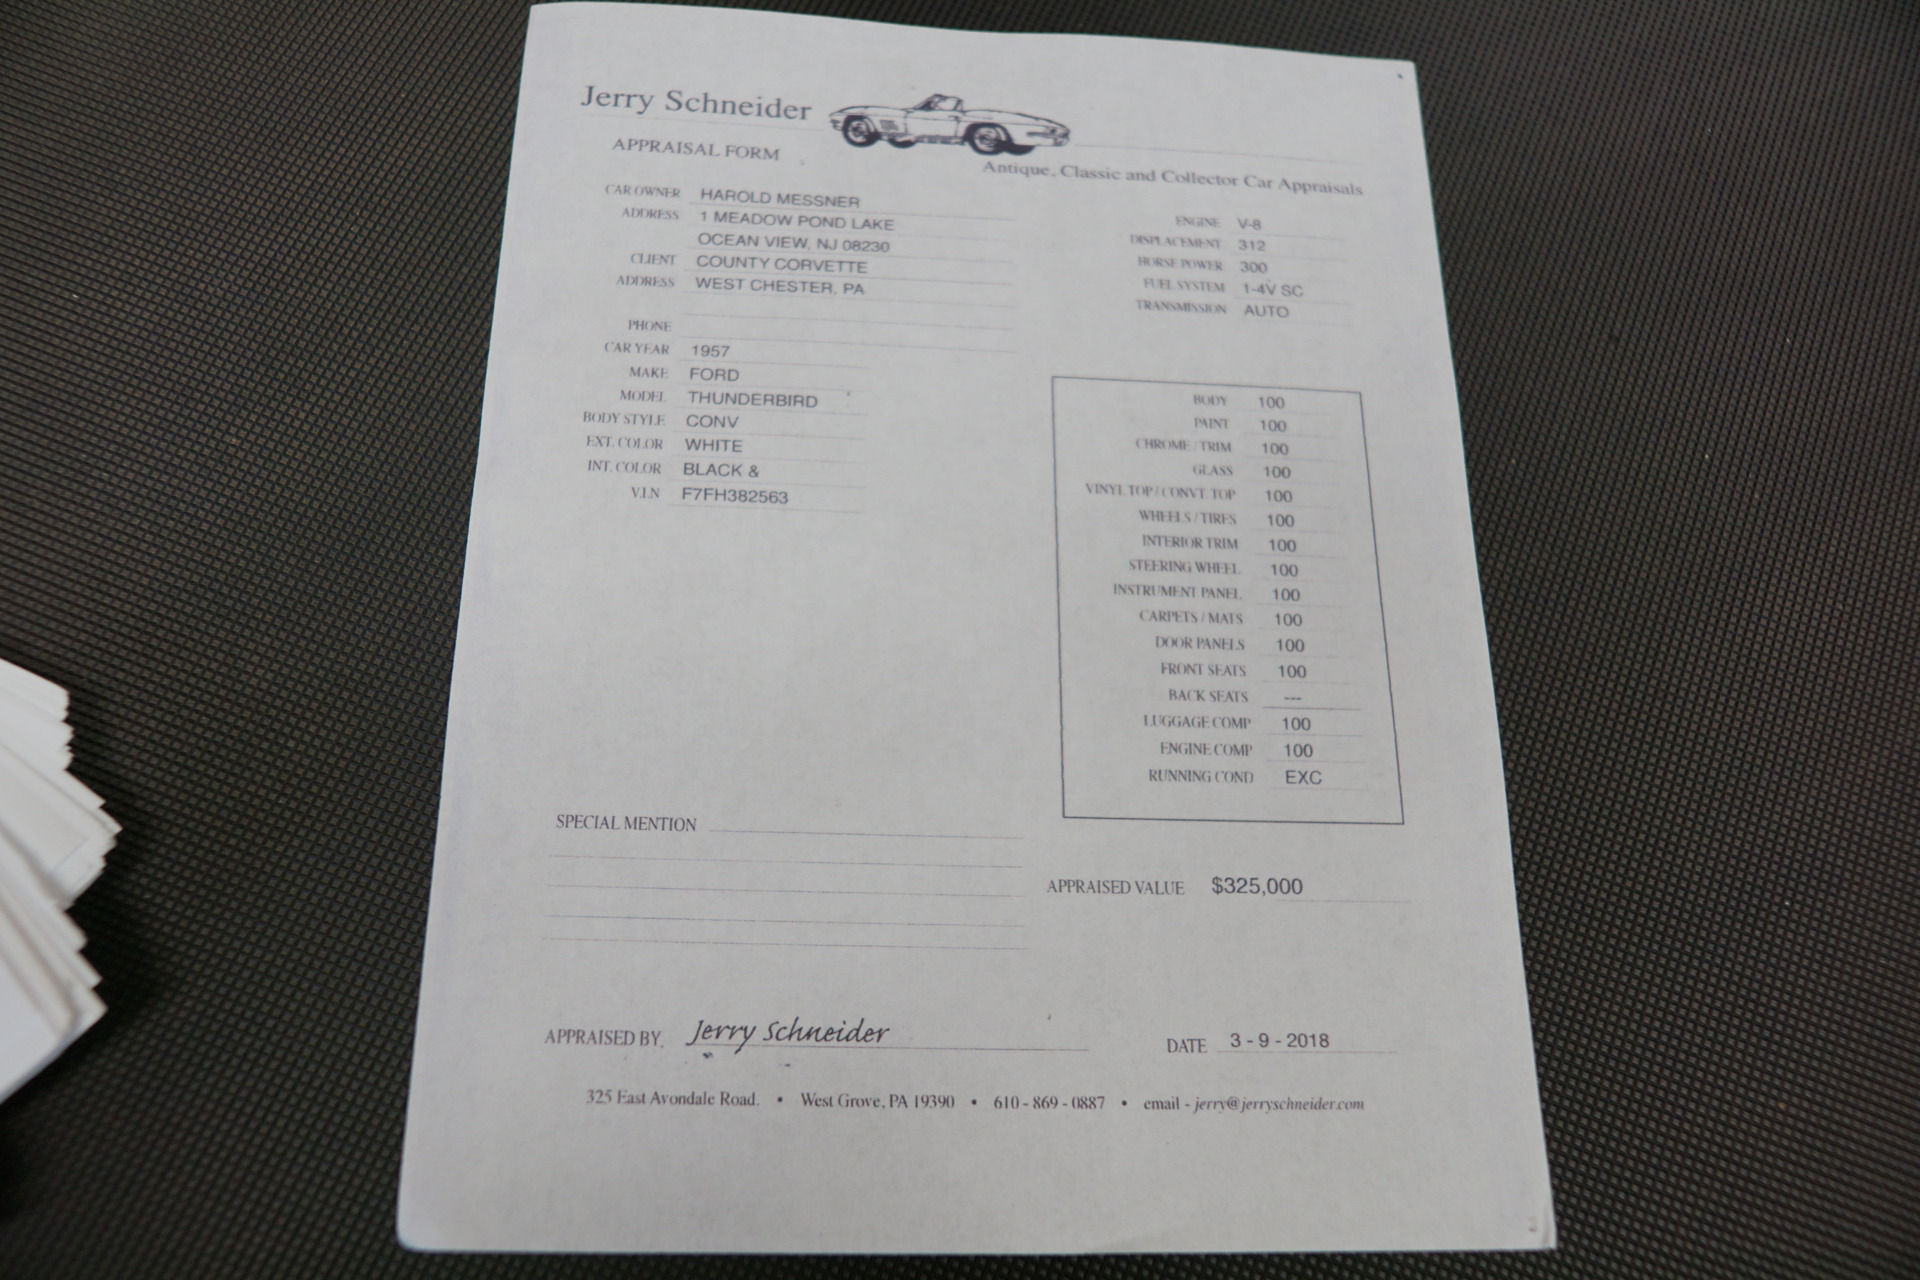 Jerry Schneider
APPRAISAL FORM
Antique, Classic and Collector Car Appraisals
CAR OWNER HAROLD MESSNER
ADDRESS 1 MEADOW POND LAKE
OCEAN VIEW, NJ 08230
CLIENT COUNTY CORVETTE
ADDRESS WEST CHESTER, PA
PHONE
CAR YEAR 1957
MAKE FORD
MODEL THUNDERBIRD
BODY STYLE CONV
EXT. COLOR WHITE
INT. COLOR BLACK &
V.I.N F7FH382563
ENGINE V-8
DISPLACEMENT 312
HORSE POWER 300
FUEL SYSTEM 1-4V SC
TRANSMISSION AUTO
BODY 100
PAINT 100
CHROME / TRIM 100
GLASS 100
VINYL TOP / CONVT. TOP 100
WHEELS / TIRES 100
INTERIOR TRIM 100
STEERING WHEEL 100
INSTRUMENT PANEL 100
CARPETS / MATS 100
DOOR PANELS 100
FRONT SEATS 100
BACK SEATS ---
LUGGAGE COMP 100
ENGINE COMP 100
RUNNING COND EXC
SPECIAL MENTION
APPRAISED VALUE $325,000
APPRAISED BY. Jerry Schneider
DATE 3 - 9 - 2018
325 East Avondale Road. • West Grove, PA 19390 • 610 - 869 - 0887 • email - jerry@jerryschneider.com